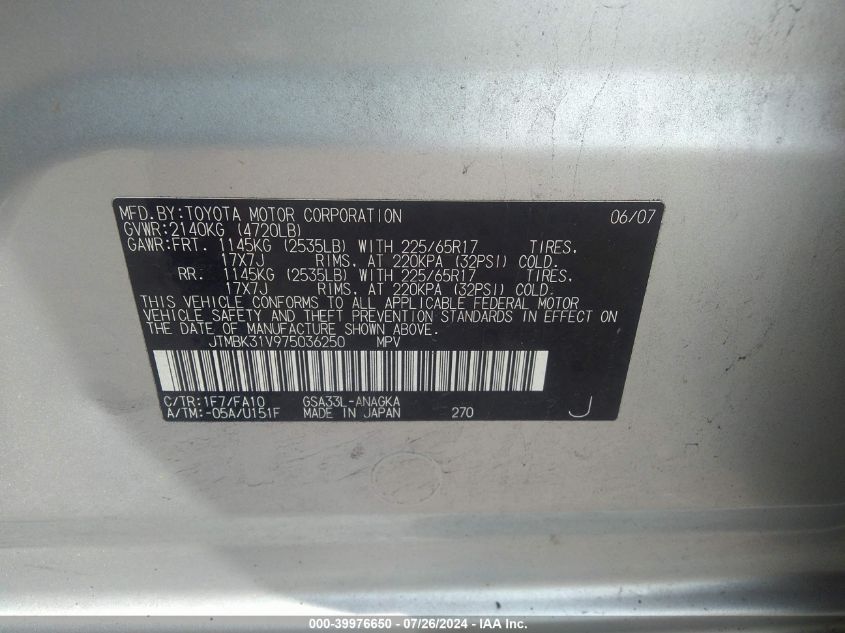 MFD.BY:TOYOTA MOTOR CORPORATION 06/07
GVWR:2140KG (4720LB)
GAWR:FRT. 1145KG (2535LB) WITH 225/65R17 TIRES,
17X7J RIMS, AT 220KPA (32PSI) COLD.
RR: 1145KG (2535LB) WITH 225/65R17 TIRES,
17X7J RIMS, AT 220KPA (32PSI) COLD.
THIS VEHICLE CONFORMS TO ALL APPLICABLE FEDERAL MOTOR
VEHICLE SAFETY AND THEFT PREVENTION STANDARDS IN EFFECT ON
THE DATE OF MANUFACTURE SHOWN ABOVE.
JTMBK31V975036250 MPV
C/TR:1F7/FA10 GSA33L-ANAGKA
A/TM:-05A/U151F MADE IN JAPAN 270 J
000-39976650 - 07/26/2024 - IAA Inc.